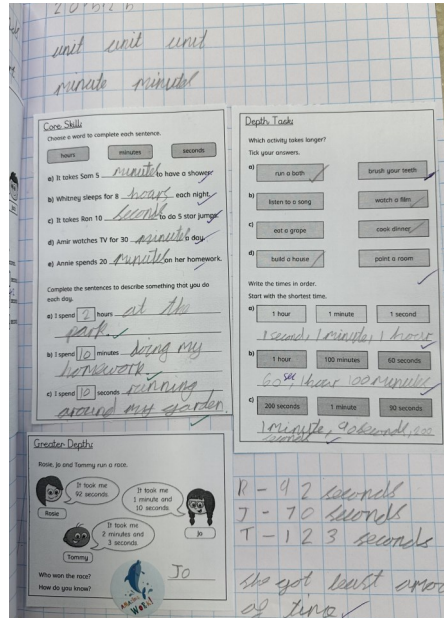 unit unit unit
minute minutes
Core Skills
Choose a word to complete each sentence.
hours minutes seconds
a) It takes Sam 5 minutes to have a shower.
b) Whitney sleeps for 8 hours each night.
c) It takes Ron 10 seconds to do 5 star jumps.
d) Amir watches TV for 30 minutes a day.
e) Annie spends 20 minutes on her homework.
Complete the sentences to describe something that you do
each day.
a) I spend 2 hours at the
park.
b) I spend 10 minutes doing my
homework.
c) I spend 10 seconds running
around my garden.
Depth Task:
Which activity takes longer?
Tick your answers.
a) run a bath brush your teeth
b) listen to a song watch a film
c) eat a grape cook dinner
d) build a house paint a room
Write the times in order.
Start with the shortest time.
a) 1 hour 1 minute 1 second
1 second, 1 minute, 1 hour
b) 1 hour 100 minutes 60 seconds
60 sec 1 hour 100 minutes
c) 200 seconds 1 minute 90 seconds
1 minute, 90 seconds, 200
seconds
Greater Depth:
Rosie, Jo and Tommy run a race.
It took me
92 seconds
Rosie
It took me
1 minute and
10 seconds
Jo
It took me
2 minutes and
3 seconds
Tommy
Who won the race? Jo
How do you know?
AMAZING
WORK!
R - 92 seconds
J - 70 seconds
T - 123 seconds
she got least amou
of time